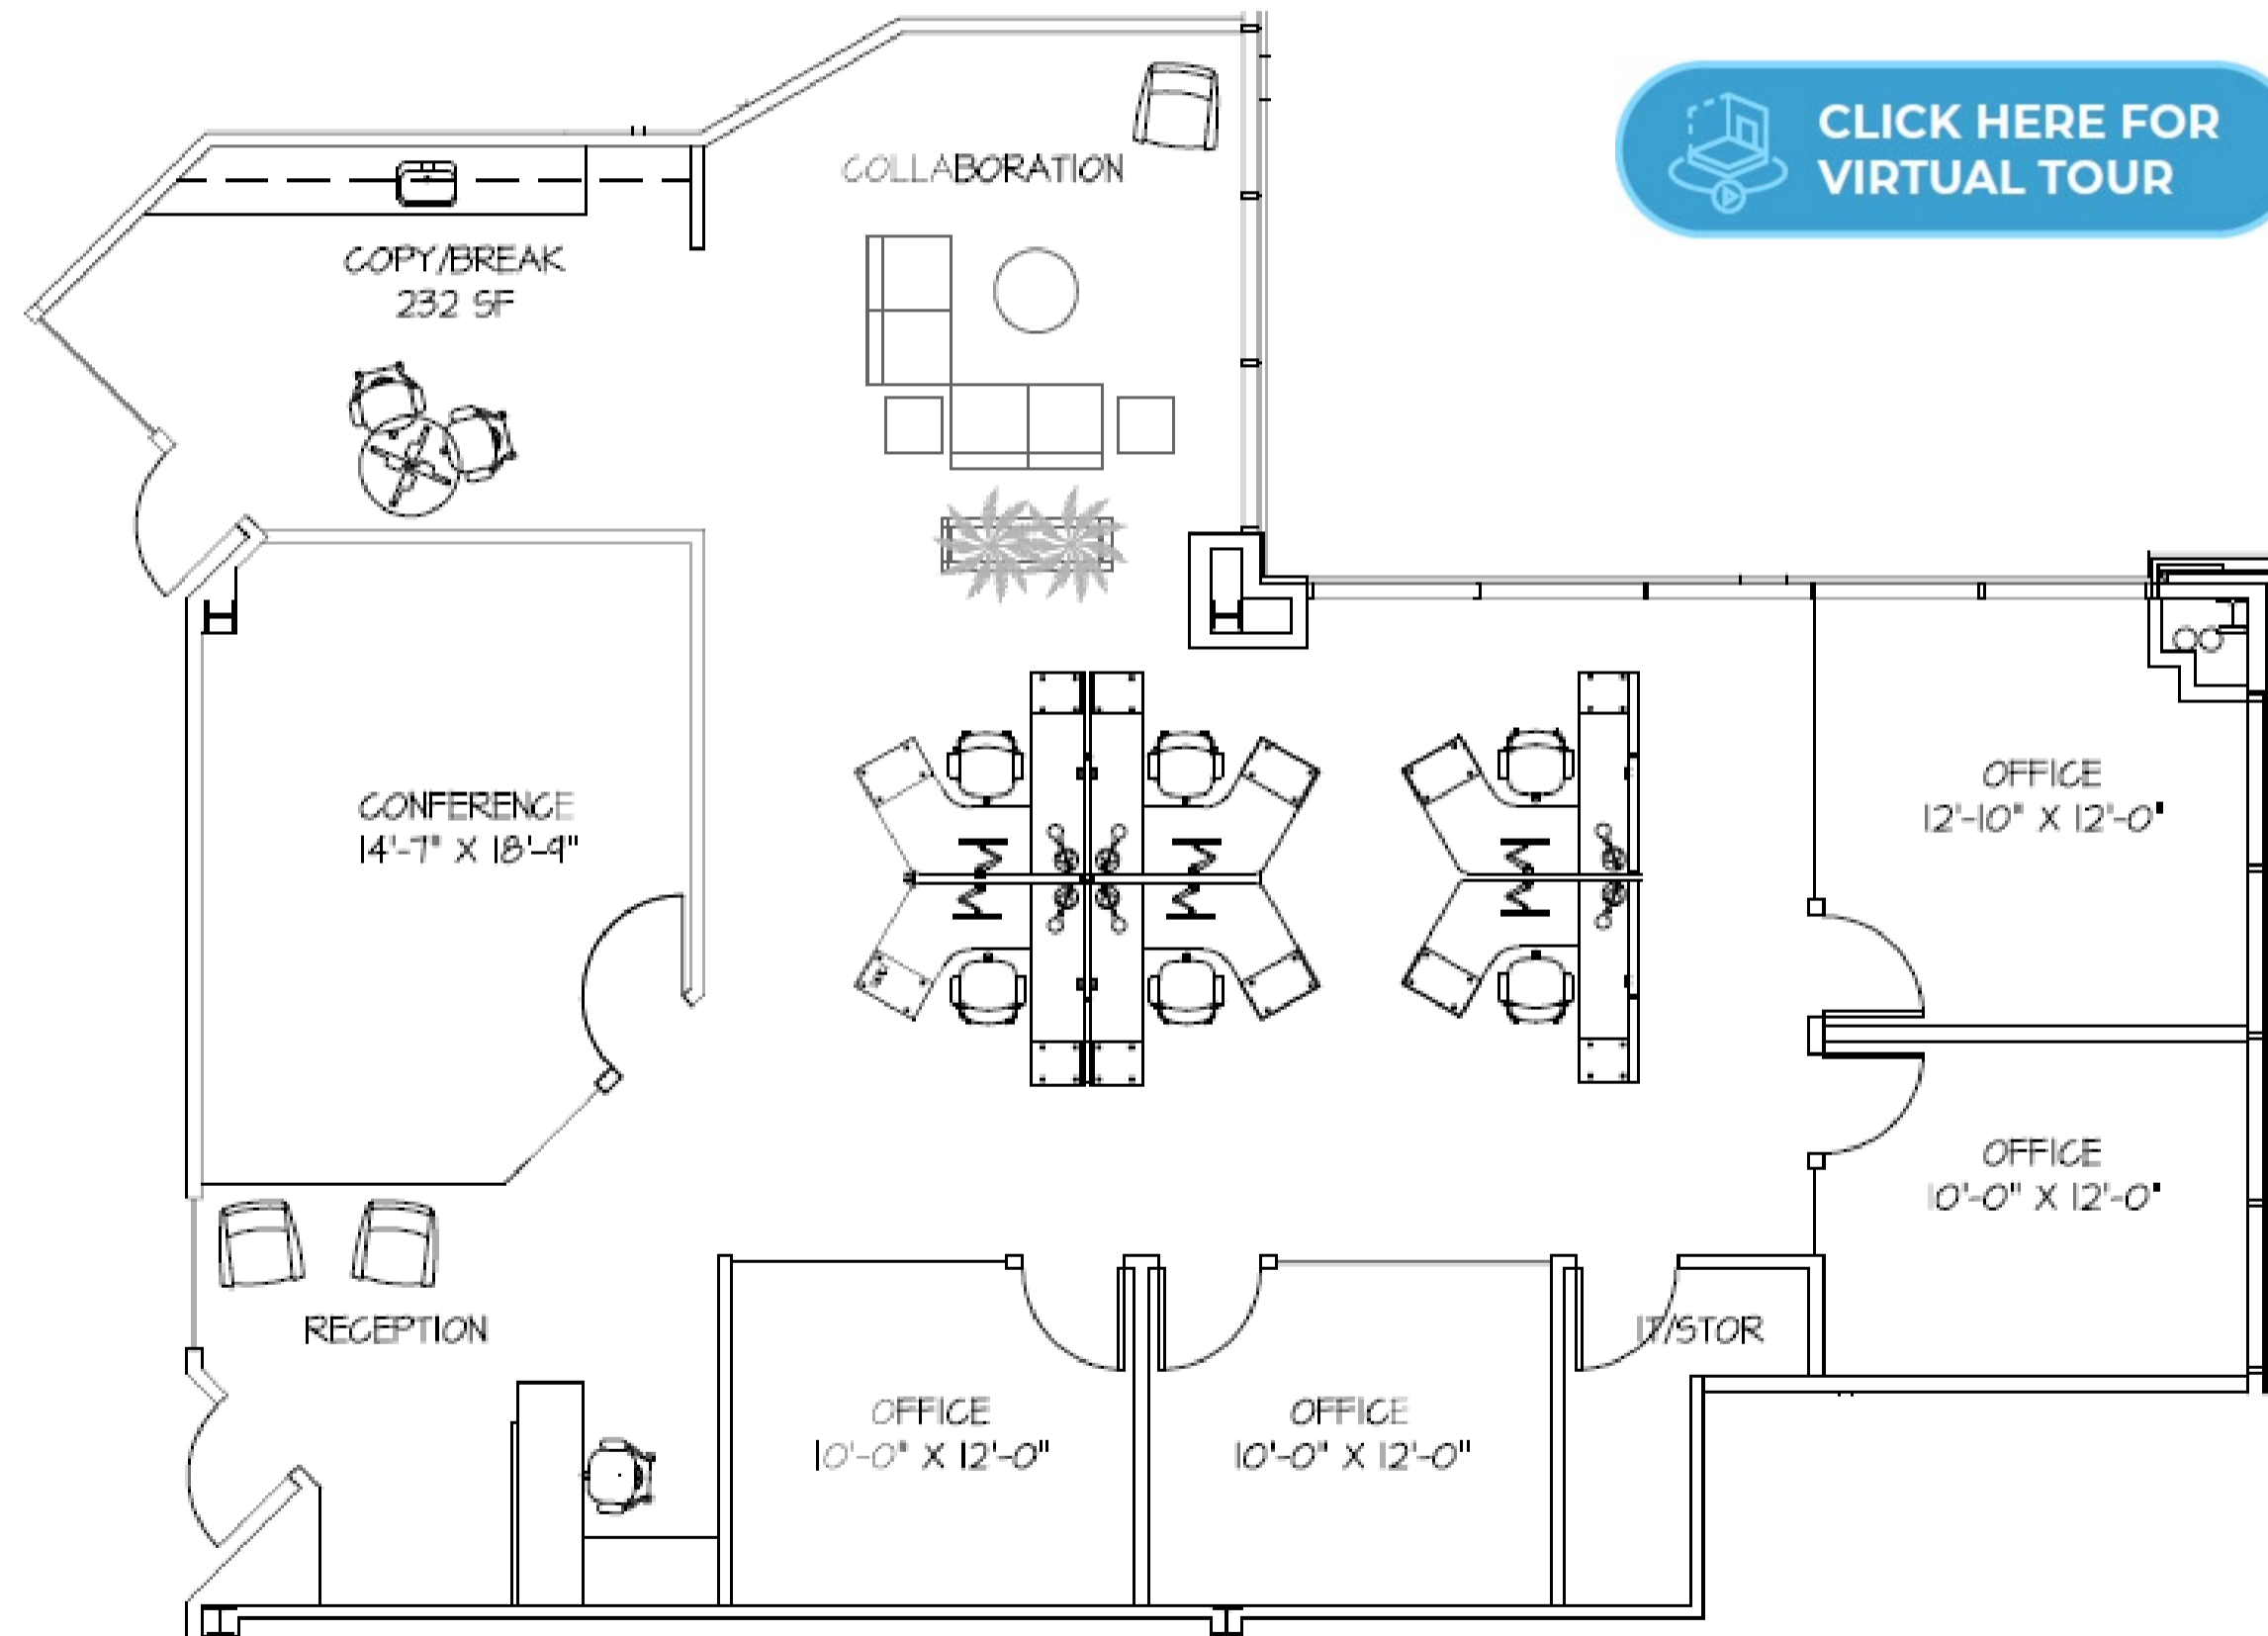 CLICK HERE FOR
VIRTUAL TOUR
COLLABORATION
COPY/BREAK
232 SF
CONFERENCE
14'-7" X 18'-9"
OFFICE
12'-10" X 12'-0"
OFFICE
10'-0" X 12'-0"
RECEPTION
IT/STOR
OFFICE
10'-0" X 12'-0"
OFFICE
10'-0" X 12'-0"